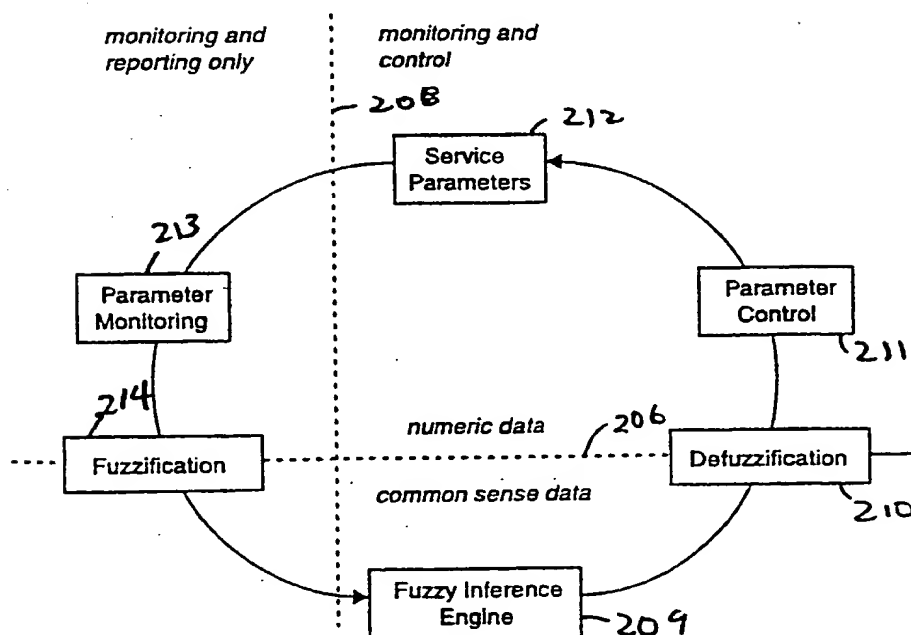 monitoring and
reporting only
monitoring and
control
208
212
Service
Parameters
213
Parameter
Monitoring
Parameter
Control
211
214
numeric data
206
Fuzzification
Defuzzification
common sense data
210
Fuzzy Inference
Engine
209